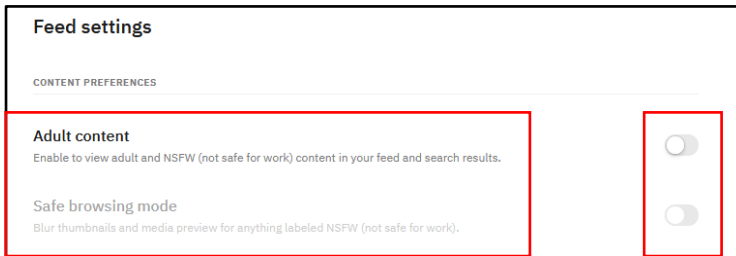 Feed settings
CONTENT PREFERENCES
Adult content
Enable to view adult and NSFW (not safe for work) content in your feed and search results.
Safe browsing mode
Blur thumbnails and media preview for anything labeled NSFW (not safe for work).